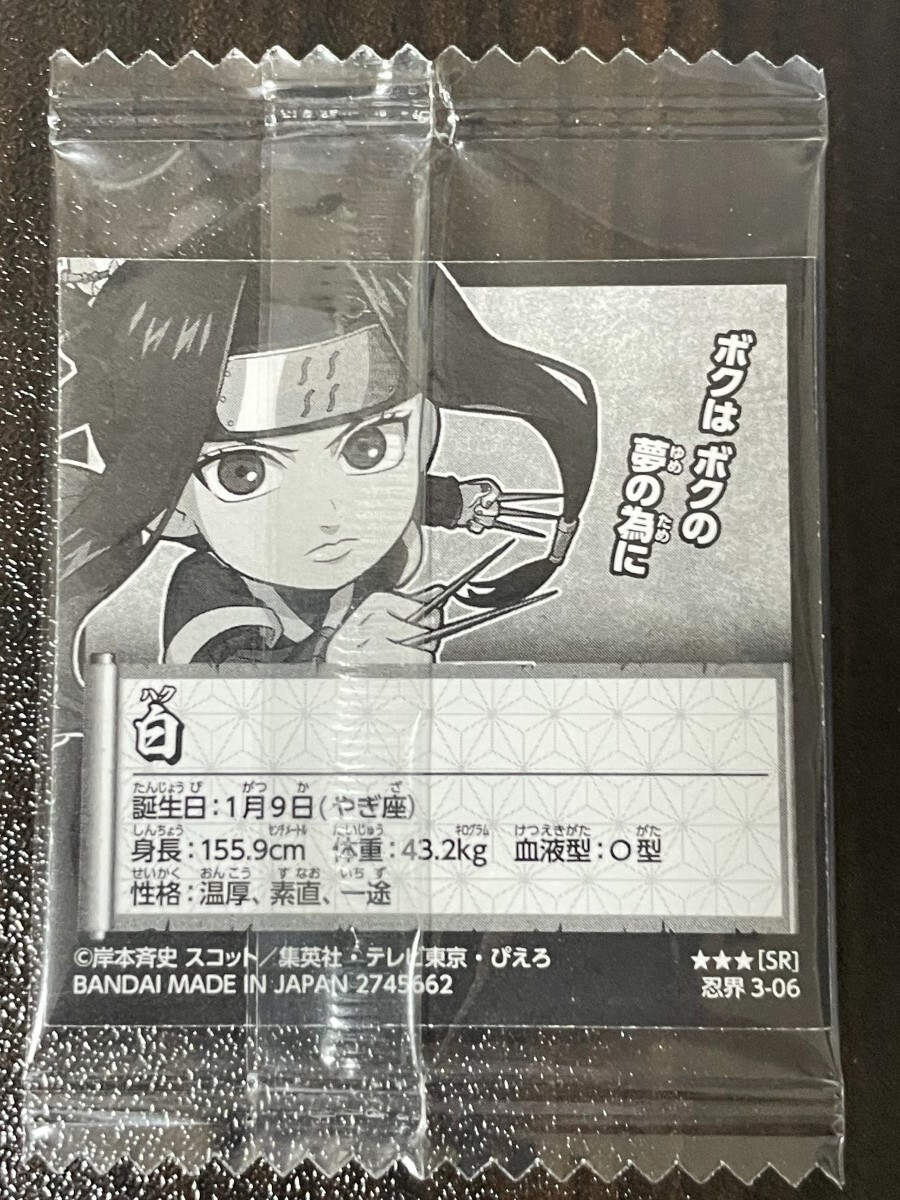 ボクは ボクの
夢の為に
ゆめ ため
ハク
白
たんじょうび がつ か ざ
誕生日:1月9日(やぎ座)
しんちょう センチメートル たいじゅう キログラム けつえきがた がた
身長:155.9cm 体重:43.2kg 血液型:O型
せいかく おんこう すなお いちず
性格:温厚、素直、一途
©岸本斉史 スコット/集英社・テレビ東京・ぴえろ
BANDAI MADE IN JAPAN 2745662
★★★[SR]
忍界 3-06